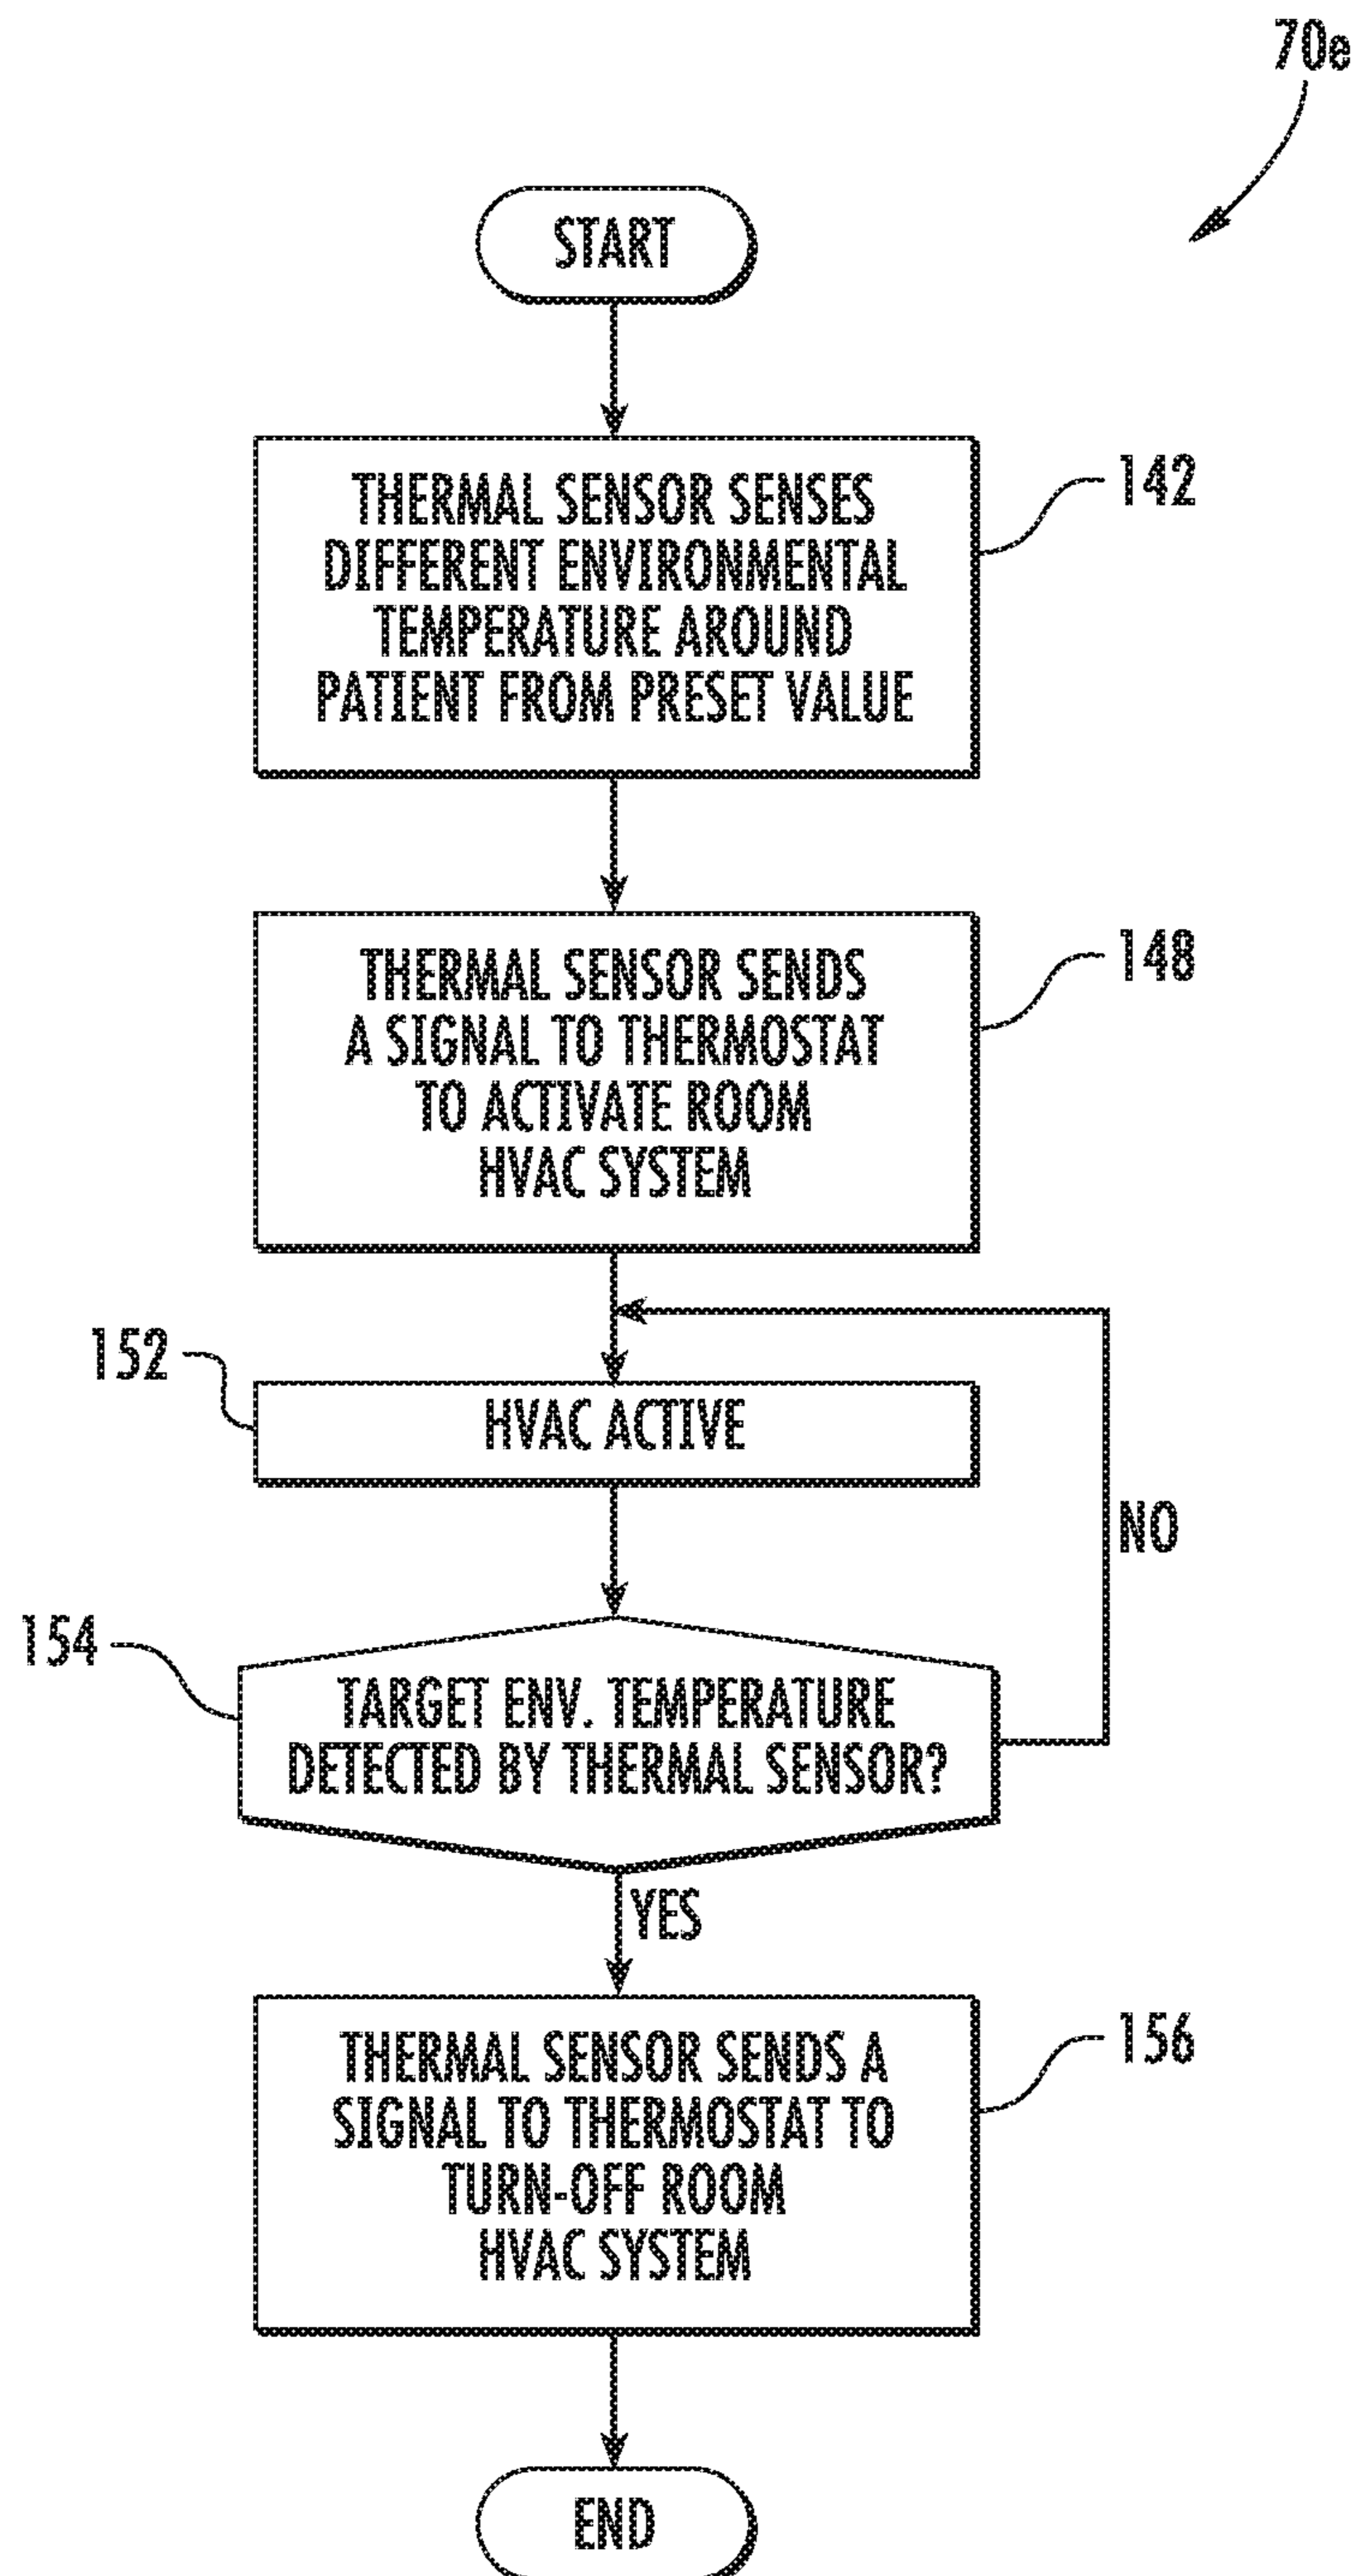 70e
START
THERMAL SENSOR SENSES
DIFFERENT ENVIRONMENTAL
TEMPERATURE AROUND
PATIENT FROM PRESET VALUE
142
THERMAL SENSOR SENDS
A SIGNAL TO THERMOSTAT
TO ACTIVATE ROOM
HVAC SYSTEM
148
152
HVAC ACTIVE
NO
154
TARGET ENV. TEMPERATURE
DETECTED BY THERMAL SENSOR?
YES
THERMAL SENSOR SENDS A
SIGNAL TO THERMOSTAT TO
TURN-OFF ROOM
HVAC SYSTEM
156
END